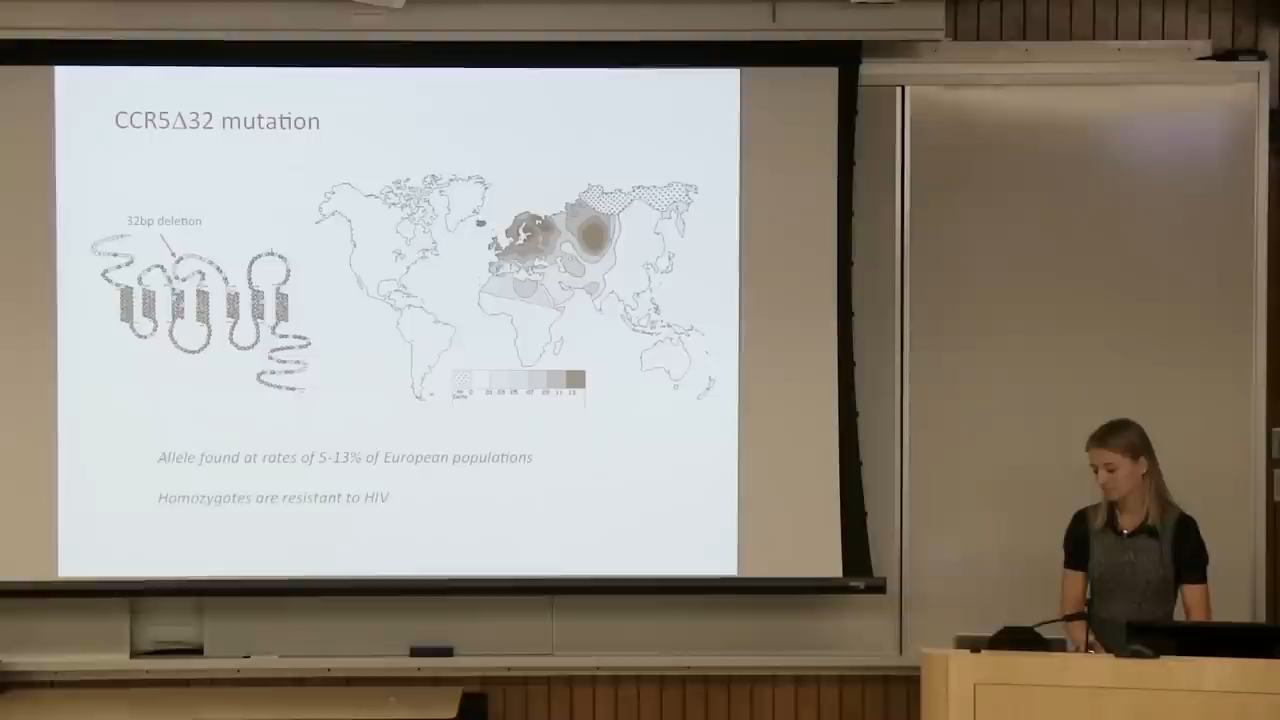 CCR5Δ32 mutation
32bp deletion
Allele found at rates of 5-13% of European populations
Homozygotes are resistant to HIV